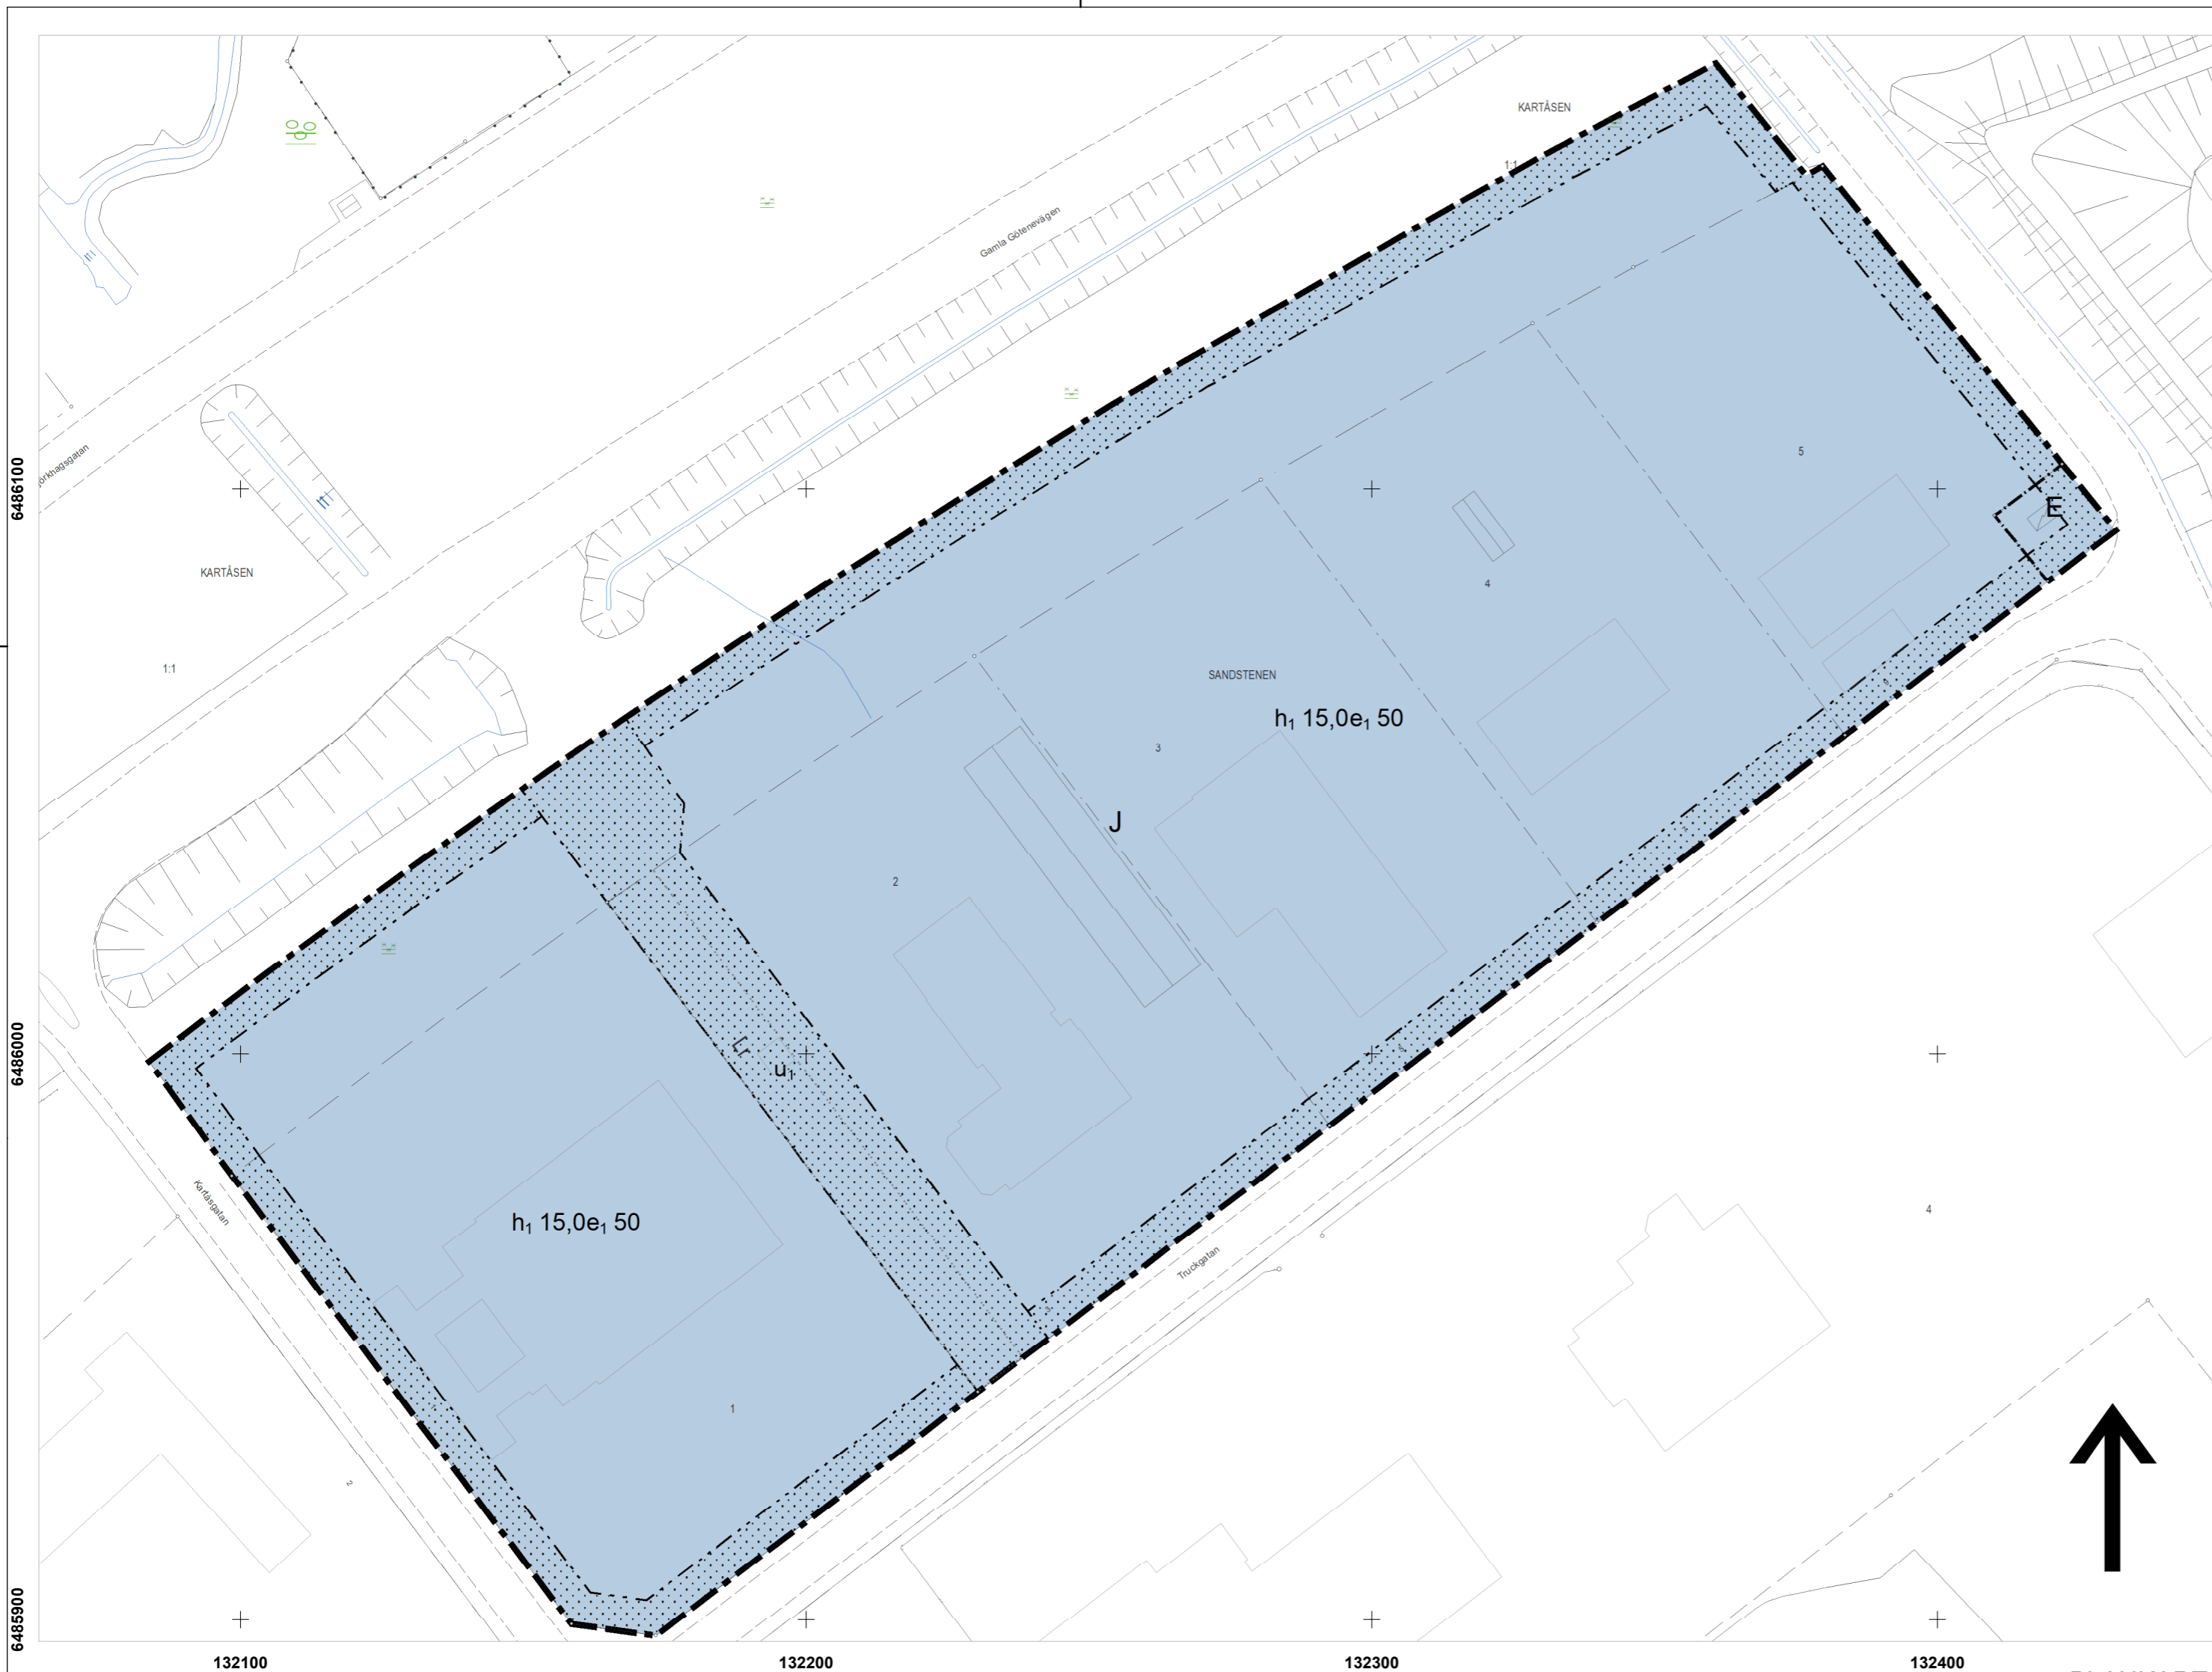 KARTÅSEN
1:1
Gamla Götenevägen
5
E
KARTÅSEN
4
1:1
SANDSTENEN
h₁ 15,0e₁ 50
3
J
2
u₁
Kartåsgatan
h₁ 15,0e₁ 50
4
Truckgatan
1
2
6486100
6486000
6485900
132100
132200
132300
132400